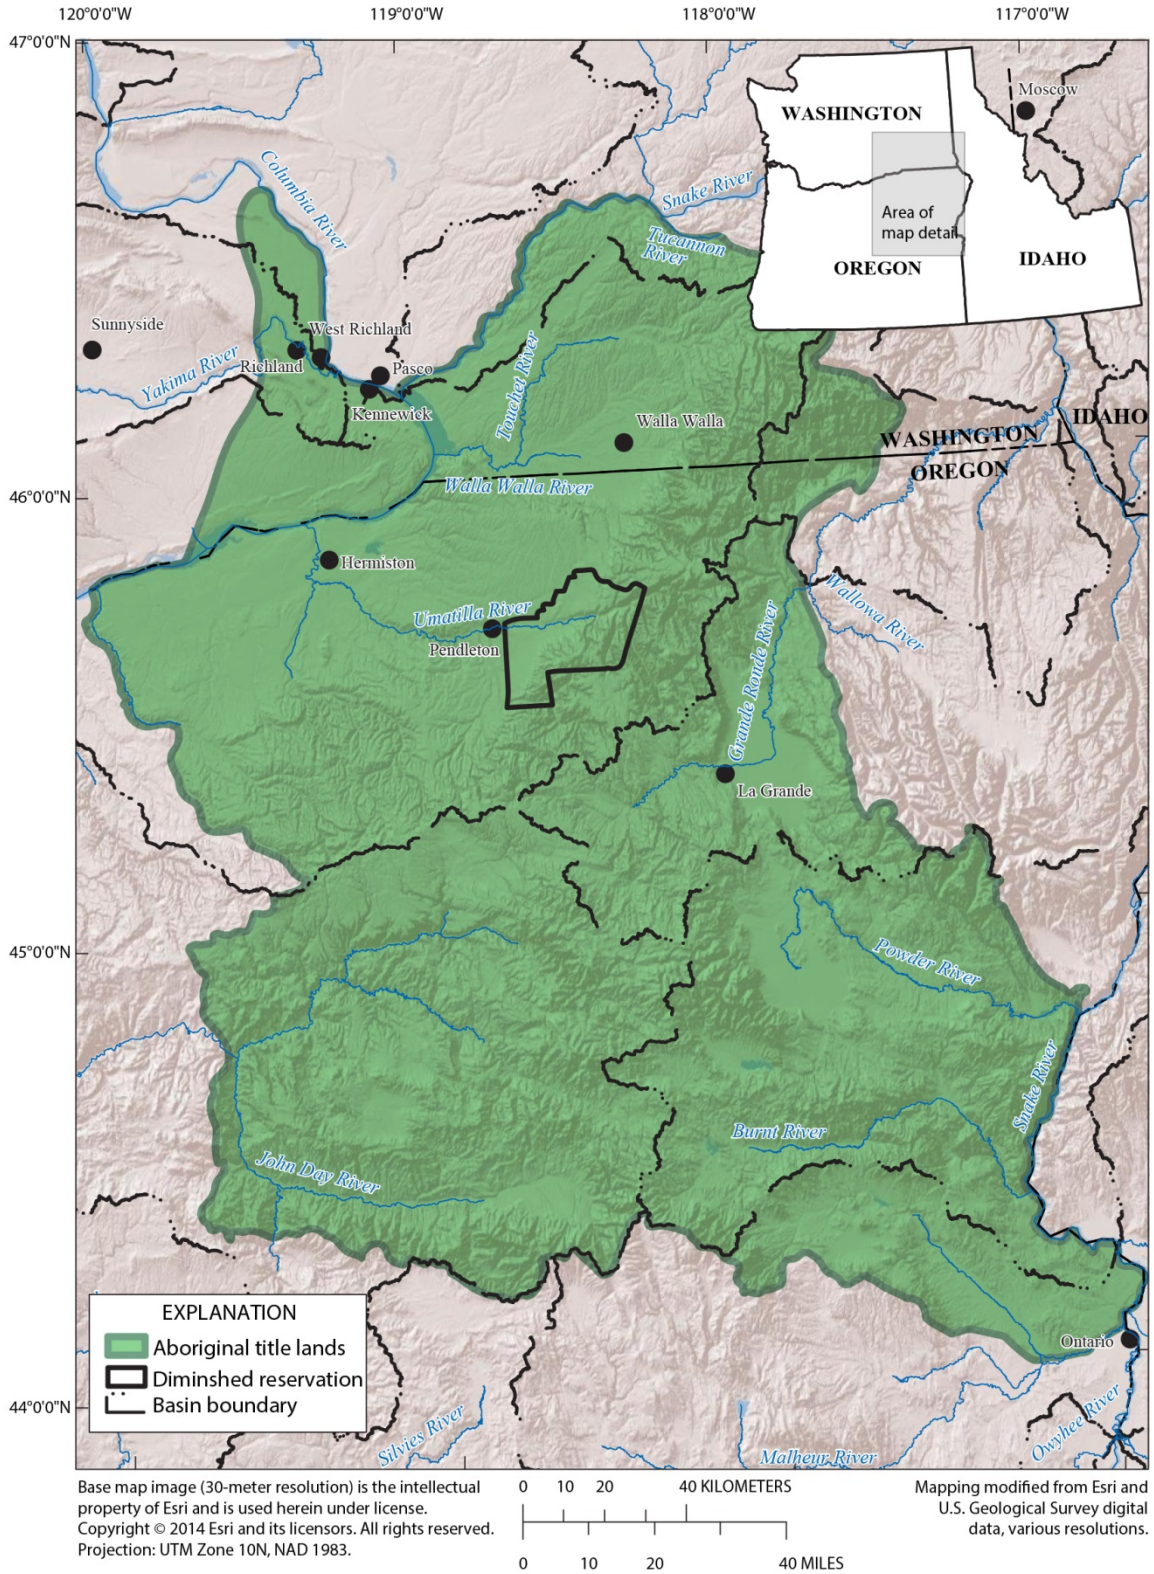 120°0'0"W
119°0'0"W
118°0'0"W
117°0'0"W
47°0'0"N
46°0'0"N
45°0'0"N
44°0'0"N
WASHINGTON
OREGON
IDAHO
Area of
map detail
Moscow
Columbia River
Snake River
Tucannon
River
Sunnyside
West Richland
Richland
Pasco
Kennewick
Yakima River
Touchet River
Walla Walla
WASHINGTON
OREGON
IDAHO
Walla Walla River
Hermiston
Umatilla River
Pendleton
Wallowa River
Grande Ronde River
La Grande
Powder River
Snake River
Burnt River
John Day River
Ontario
Silvies River
Malheur River
Owyhee River
EXPLANATION
Aboriginal title lands
Diminshed reservation
Basin boundary
Base map image (30-meter resolution) is the intellectual
property of Esri and is used herein under license.
Copyright © 2014 Esri and its licensors. All rights reserved.
Projection: UTM Zone 10N, NAD 1983.
0 10 20 40 KILOMETERS
0 10 20 40 MILES
Mapping modified from Esri and
U.S. Geological Survey digital
data, various resolutions.